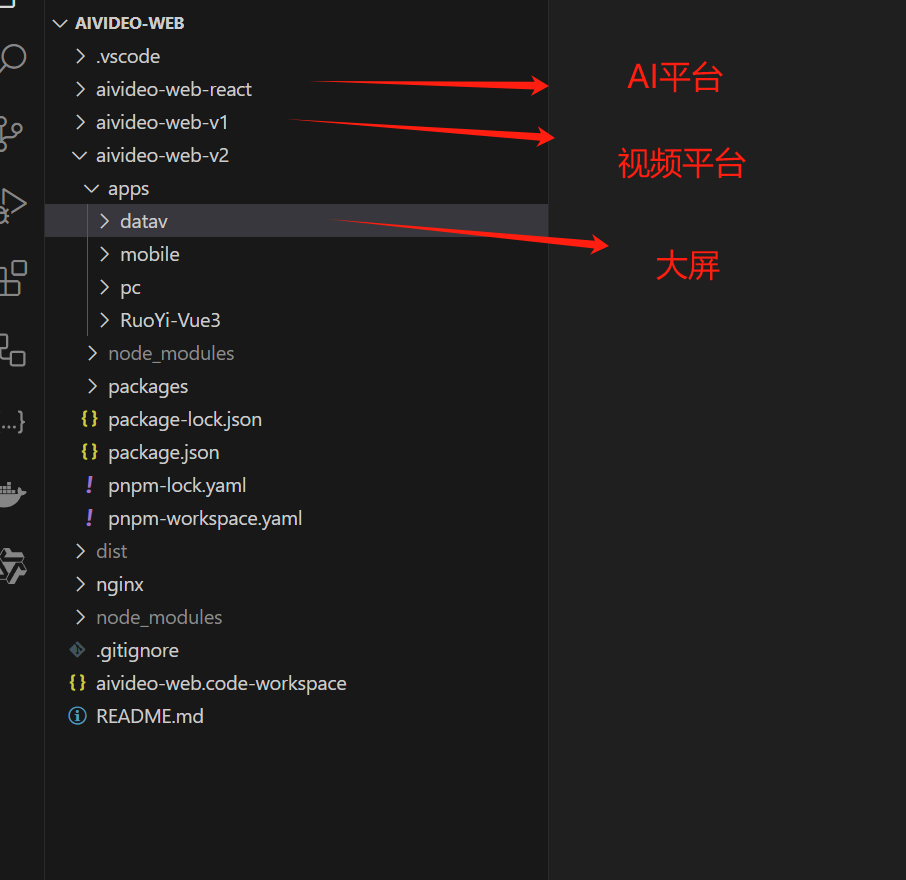 AIVIDEO-WEB
.vscode
aivideo-web-react
AI平台
aivideo-web-v1
视频平台
aivideo-web-v2
apps
datav
大屏
mobile
pc
RuoYi-Vue3
node_modules
packages
package-lock.json
package.json
pnpm-lock.yaml
pnpm-workspace.yaml
dist
nginx
node_modules
.gitignore
aivideo-web.code-workspace
README.md